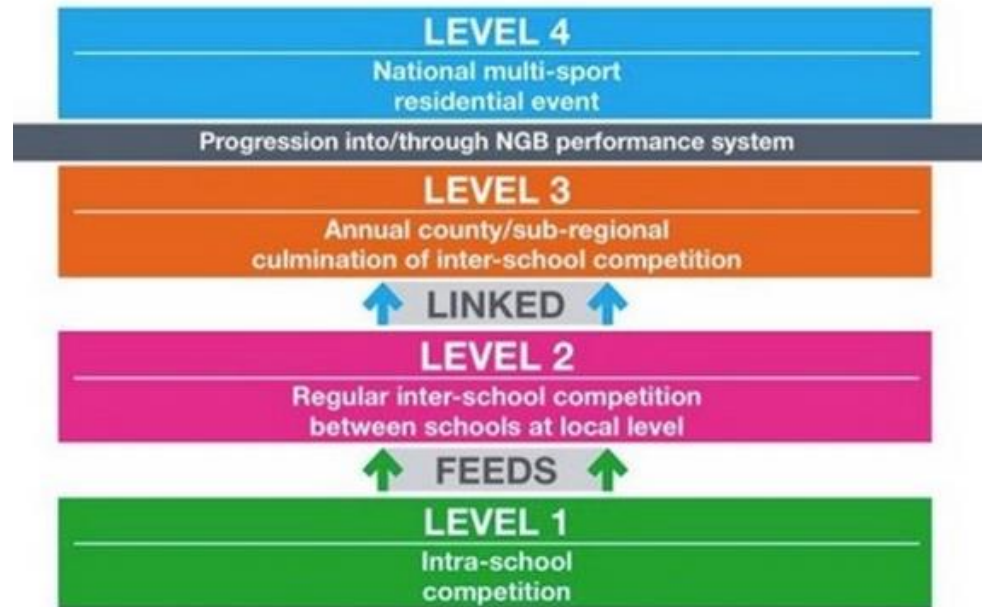 LEVEL 4
National multi-sport
residential event
Progression into/through NGB performance system
LEVEL 3
Annual county/sub-regional
culmination of inter-school competition
LINKED
LEVEL 2
Regular inter-school competition
between schools at local level
FEEDS
LEVEL 1
Intra-school
competition